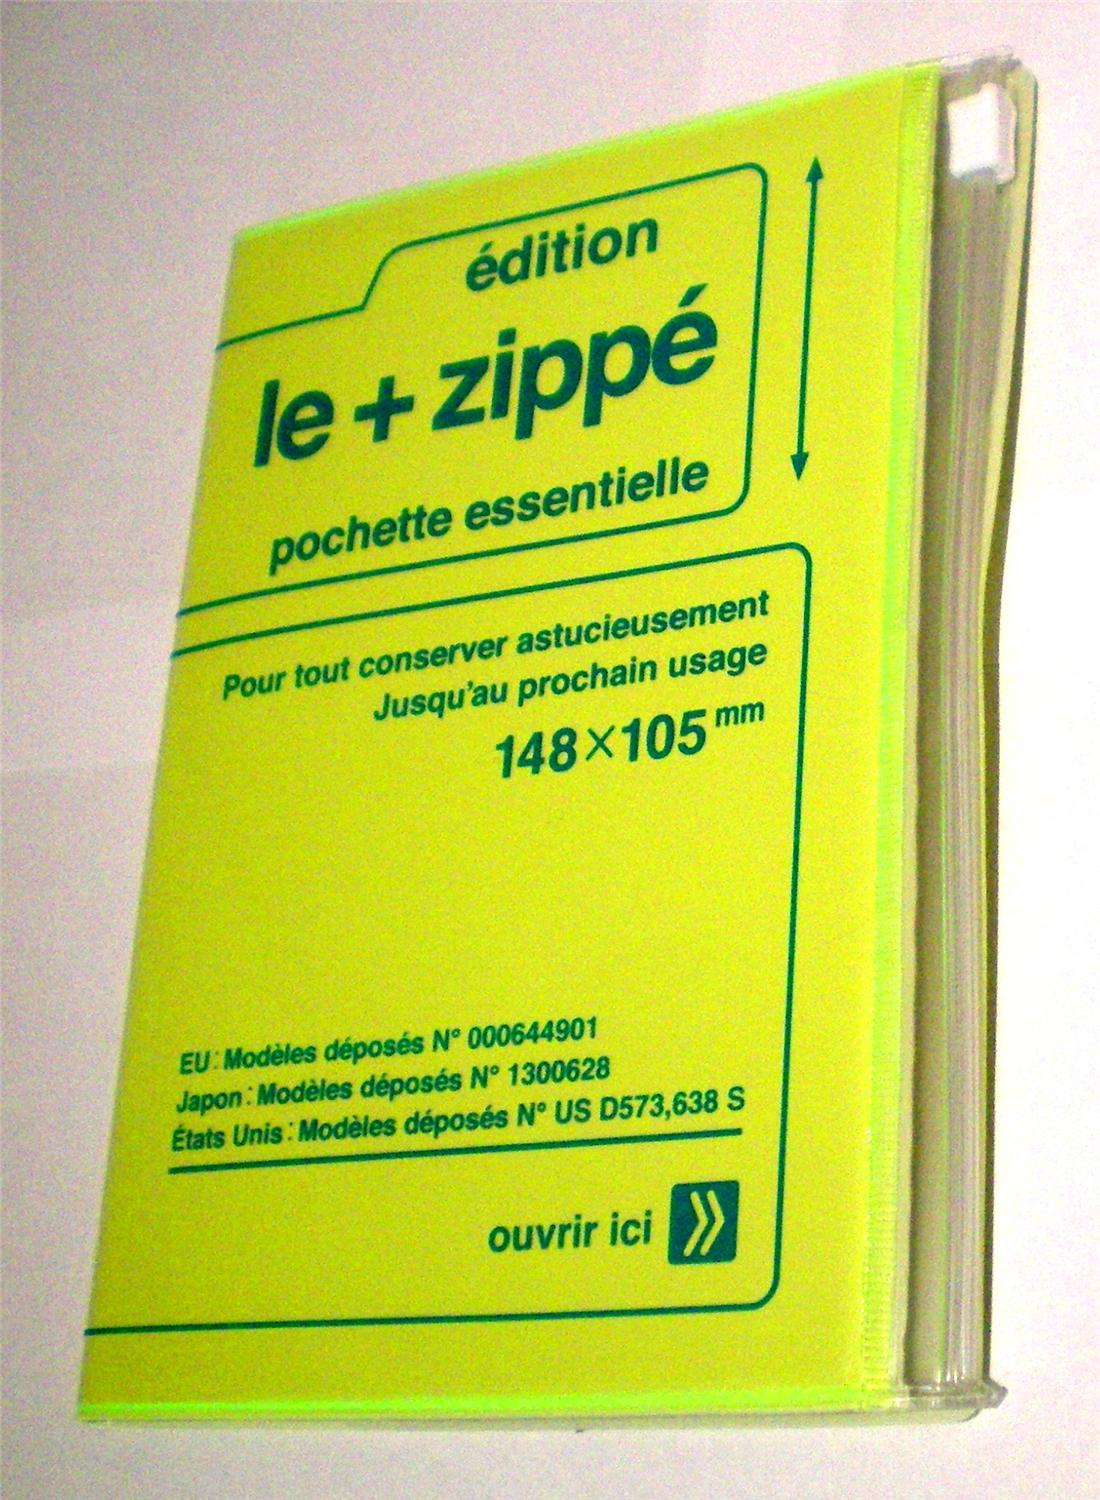 édition
le + zippé
pochette essentielle
Pour tout conserver astucieusement
Jusqu'au prochain usage
148×105 mm
EU : Modèles déposés N° 000644901
Japon : Modèles déposés N° 1300628
États Unis : Modèles déposés N° US D573,638 S
ouvrir ici